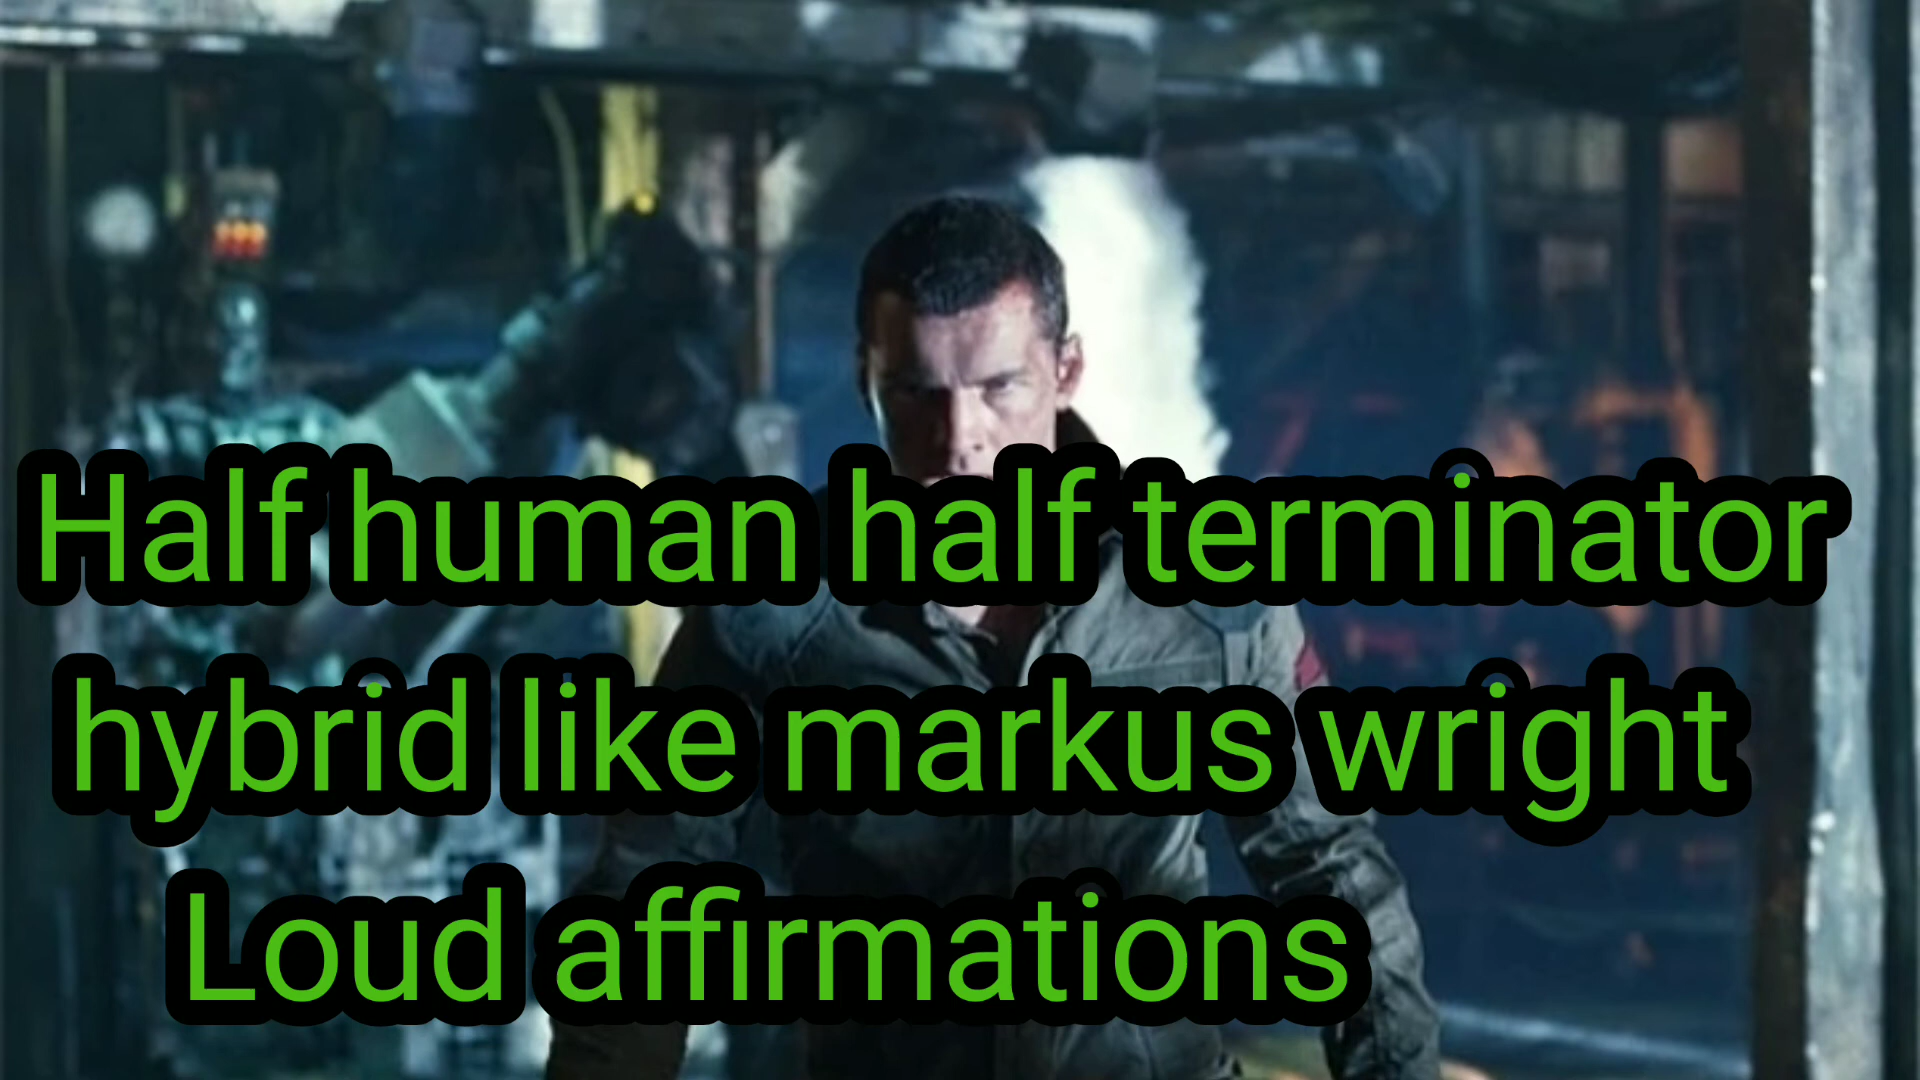 Half human half terminator
hybrid like markus wright
Loud affirmations